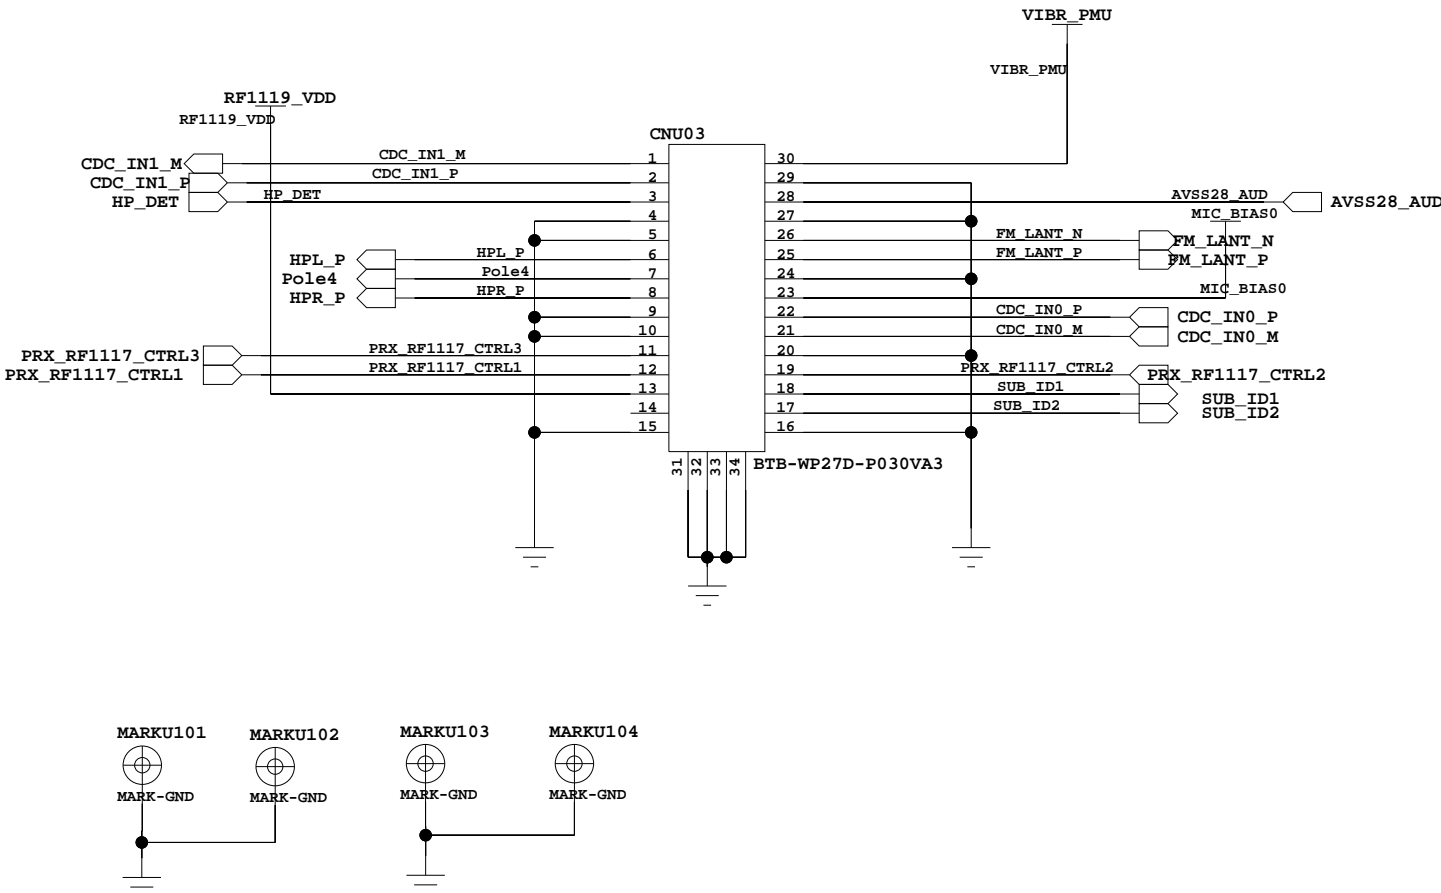 VIBR_PMU
VIBR_PMU
RF1119_VDD
RF1119_VDD
CNU03
CDC_IN1_M CDC_IN1_M 1 30
CDC_IN1_P CDC_IN1_P 2 29
HP_DET HP_DET 3 28 AVSS28_AUD AVSS28_AUD
4 27 MIC_BIAS0
5 26 FM_LANT_N FM_LANT_N
HPL_P HPL_P 6 25 FM_LANT_P FM_LANT_P
Pole4 Pole4 7 24
HPR_P HPR_P 8 23 MIC_BIAS0
9 22 CDC_IN0_P CDC_IN0_P
10 21 CDC_IN0_M CDC_IN0_M
PRX_RF1117_CTRL3 PRX_RF1117_CTRL3 11 20
PRX_RF1117_CTRL1 PRX_RF1117_CTRL1 12 19 PRX_RF1117_CTRL2 PRX_RF1117_CTRL2
13 18 SUB_ID1 SUB_ID1
14 17 SUB_ID2 SUB_ID2
15 16
31 32 33 34 BTB-WP27D-P030VA3
MARKU101 MARKU102 MARKU103 MARKU104
MARK-GND MARK-GND MARK-GND MARK-GND